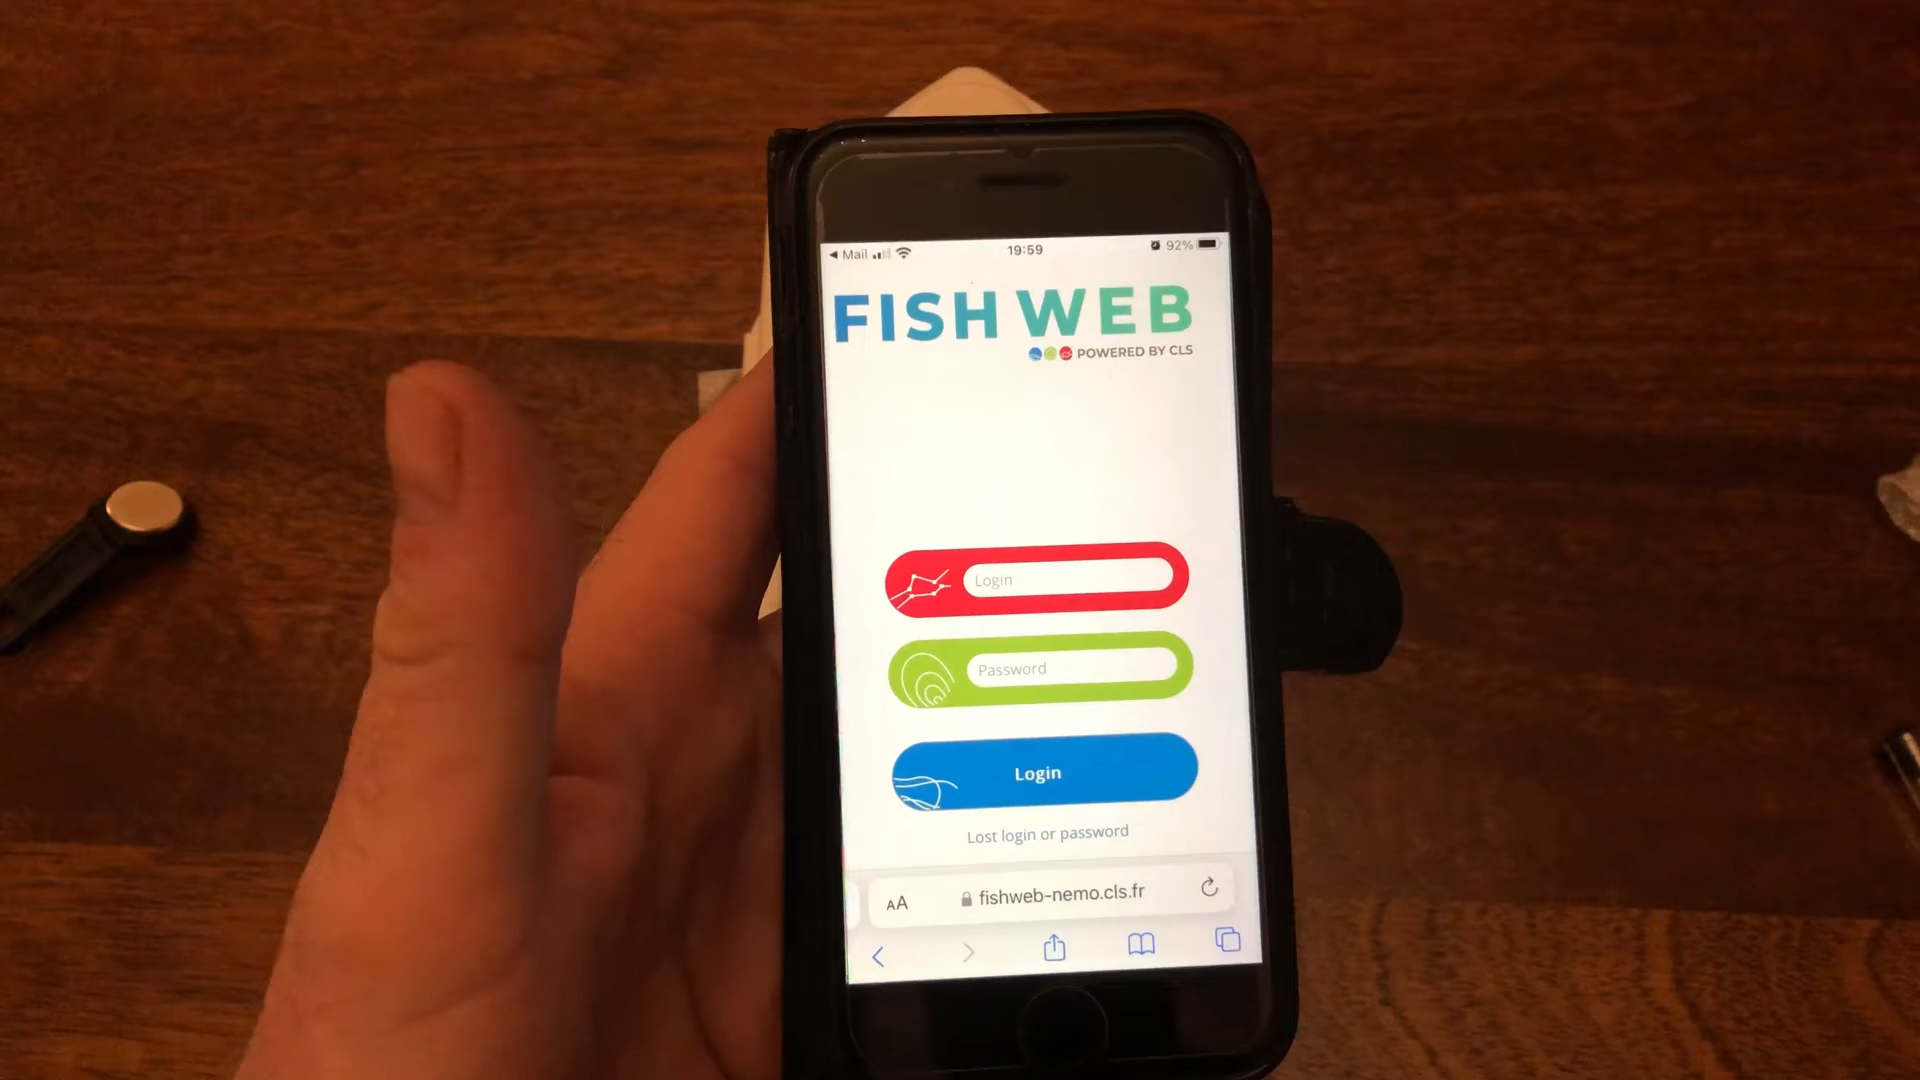 Mail
19:59
92%
FISH WEB
POWERED BY CLS
Login
Password
Login
Lost login or password
AA
fishweb-nemo.cls.fr